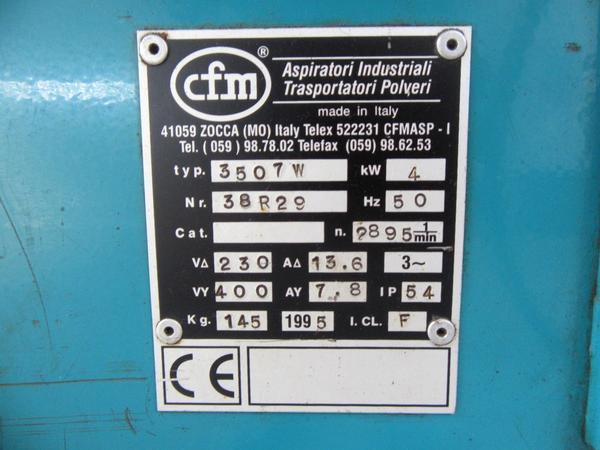 cfm ®
Aspiratori Industriali
Trasportatori Polveri
made in Italy
41059 ZOCCA (MO) Italy Telex 522231 CFMASP - I
Tel. ( 059 ) 98.78.02 Telefax (059) 98.62.53
typ. 3507W kW 4
Nr. 38R29 Hz 50
Cat. n. 2895 1/min
V∆ 230 A∆ 13.6 3~
VY 400 AY 7.8 IP 54
Kg. 145 1995 I.CL. F
CE